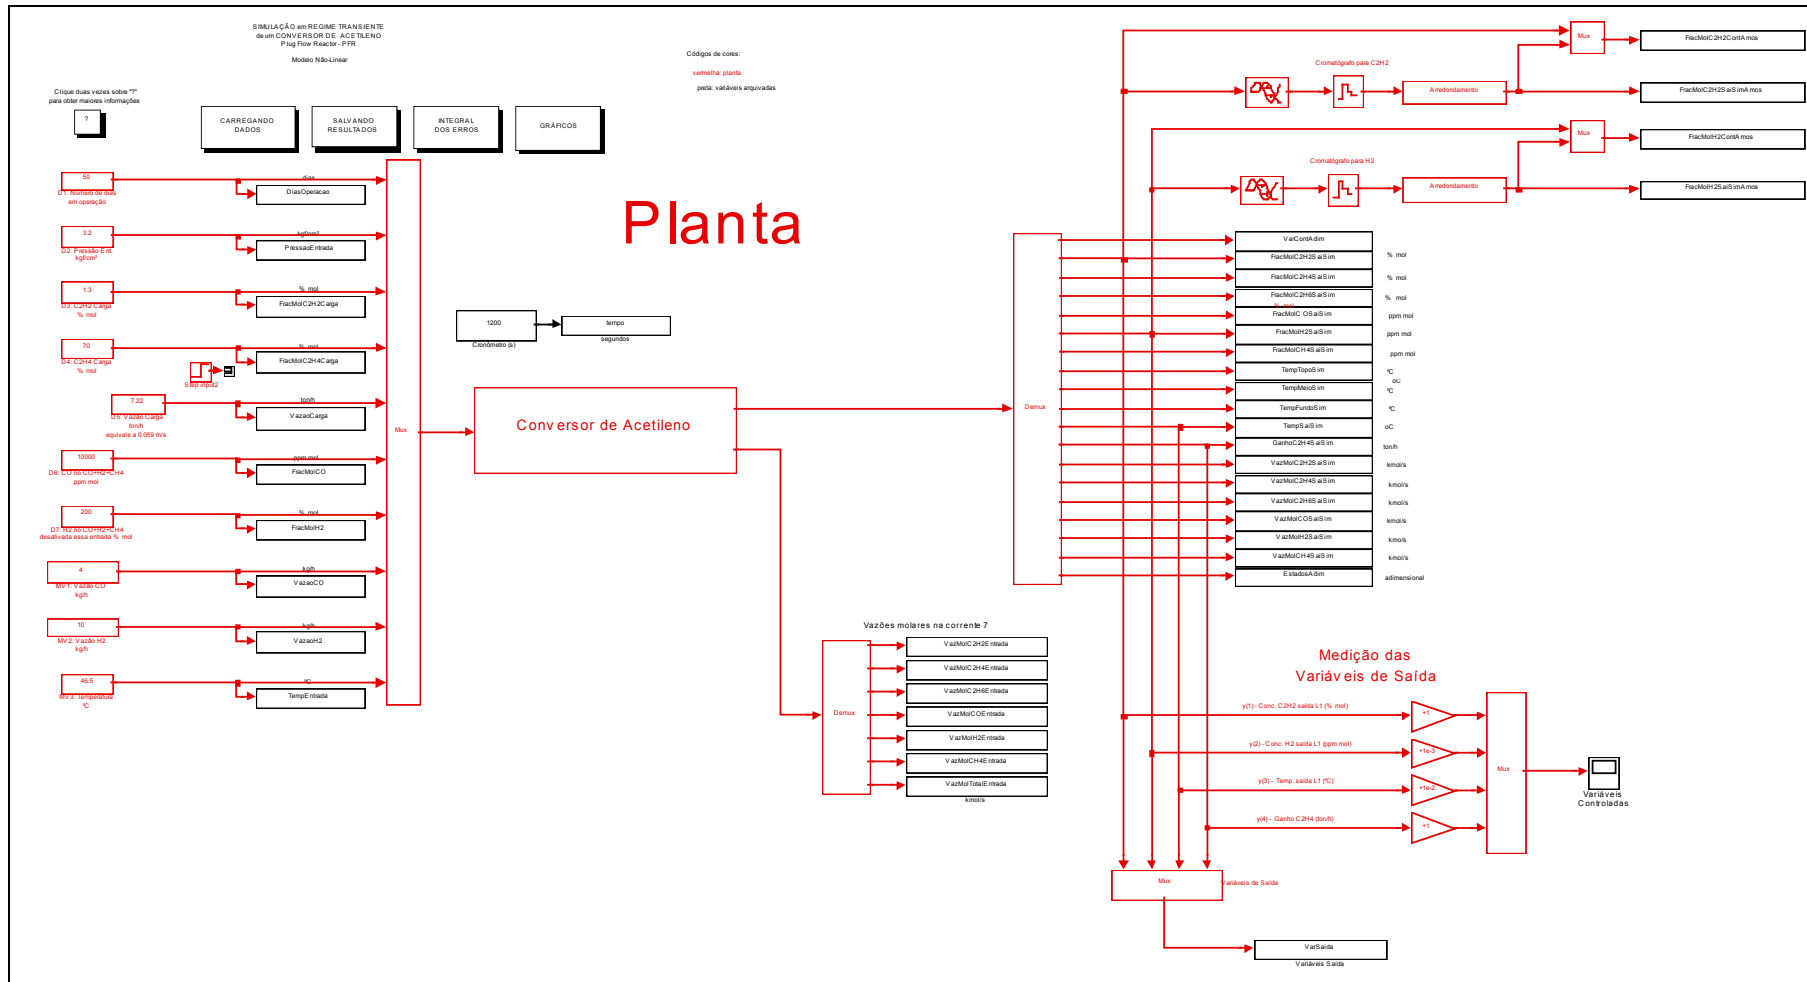 SIMULAÇÃO em REGIME TRANSIENTE
de um CONVERSOR DE ACETILENO
Plug Flow Reactor - PFR
Modelo Não-Linear
Clique duas vezes sobre "?"
para obter maiores informações
?
CARREGANDO
DADOS
SALVANDO
RESULTADOS
INTEGRAL
DOS ERROS
GRÁFICOS
Códigos de cores:
vermelha: planta
preta: variáveis arquivadas
Planta
50
D1: Número de dias
em operação
dias
DiasOperacao
3.2
D2: Pressão Ent.
kgf/cm²
kgf/cm²
PressaoEntrada
1.3
D3: C2H2 Carga
% mol
% mol
FracMolC2H2Carga
70
D4: C2H4 Carga
% mol
% mol
FracMolC2H4Carga
Step Input2
7.22
D5: Vazão Carga
ton/h
equivale a 0.059 m/s
ton/h
VazaoCarga
10000
D6: CO no CO+H2+CH4
ppm mol
ppm mol
FracMolCO
200
D7: H2 no CO+H2+CH4
desativada essa entrada % mol
% mol
FracMolH2
4
MV1: Vazão CO
kg/h
kg/h
VazaoCO
10
MV2: Vazão H2
kg/h
kg/h
VazaoH2
46.5
MV3: Temperatura
ºC
ºC
TempEntrada
Mux
1200
Cronômetro (s)
tempo
segundos
Conversor de Acetileno
Demux
VarContAdim
FracMolC2H2SaiSim
% mol
FracMolC2H4SaiSim
% mol
FracMolC2H6SaiSim
% mol
% mol
FracMolCOSaiSim
ppm mol
FracMolH2SaiSim
ppm mol
FracMolCH4SaiSim
ppm mol
TempTopoSim
ºC
oC
TempMeioSim
ºC
TempFundoSim
ºC
TempSaiSim
oC
GanhoC2H4SaiSim
ton/h
VazMolC2H2SaiSim
kmol/s
VazMolC2H4SaiSim
kmol/s
VazMolC2H6SaiSim
kmol/s
VazMolCOSaiSim
kmol/s
VazMolH2SaiSim
kmo/s
VazMolCH4SaiSim
kmol/s
EstadosAdim
adimensional
Mux
FracMolC2H2ContAmos
Cromatógrafo para C2H2
Arredondamento
FracMolC2H2SaiSimAmos
Mux
FracMolH2ContAmos
Cromatógrafo para H2
Arredondamento
FracMolH2SaiSimAmos
Vazões molares na corrente 7
Demux
VazMolC2H2Entrada
VazMolC2H4Entrada
VazMolC2H6Entrada
VazMolCOEntrada
VazMolH2Entrada
VazMolCH4Entrada
VazMolTotalEntrada
kmol/s
Medição das
Variáveis de Saída
y(1) - Conc. C2H2 saída L1 (% mol)
+1
y(2) - Conc. H2 saída L1 (ppm mol)
+1e-3
y(3) - Temp. saída L1 (ºC)
+1e-2
y(4) - Ganho C2H4 (ton/h)
+1
Mux
Variáveis
Controladas
Mux
Variáveis de Saída
VarSaida
Variáveis Saída